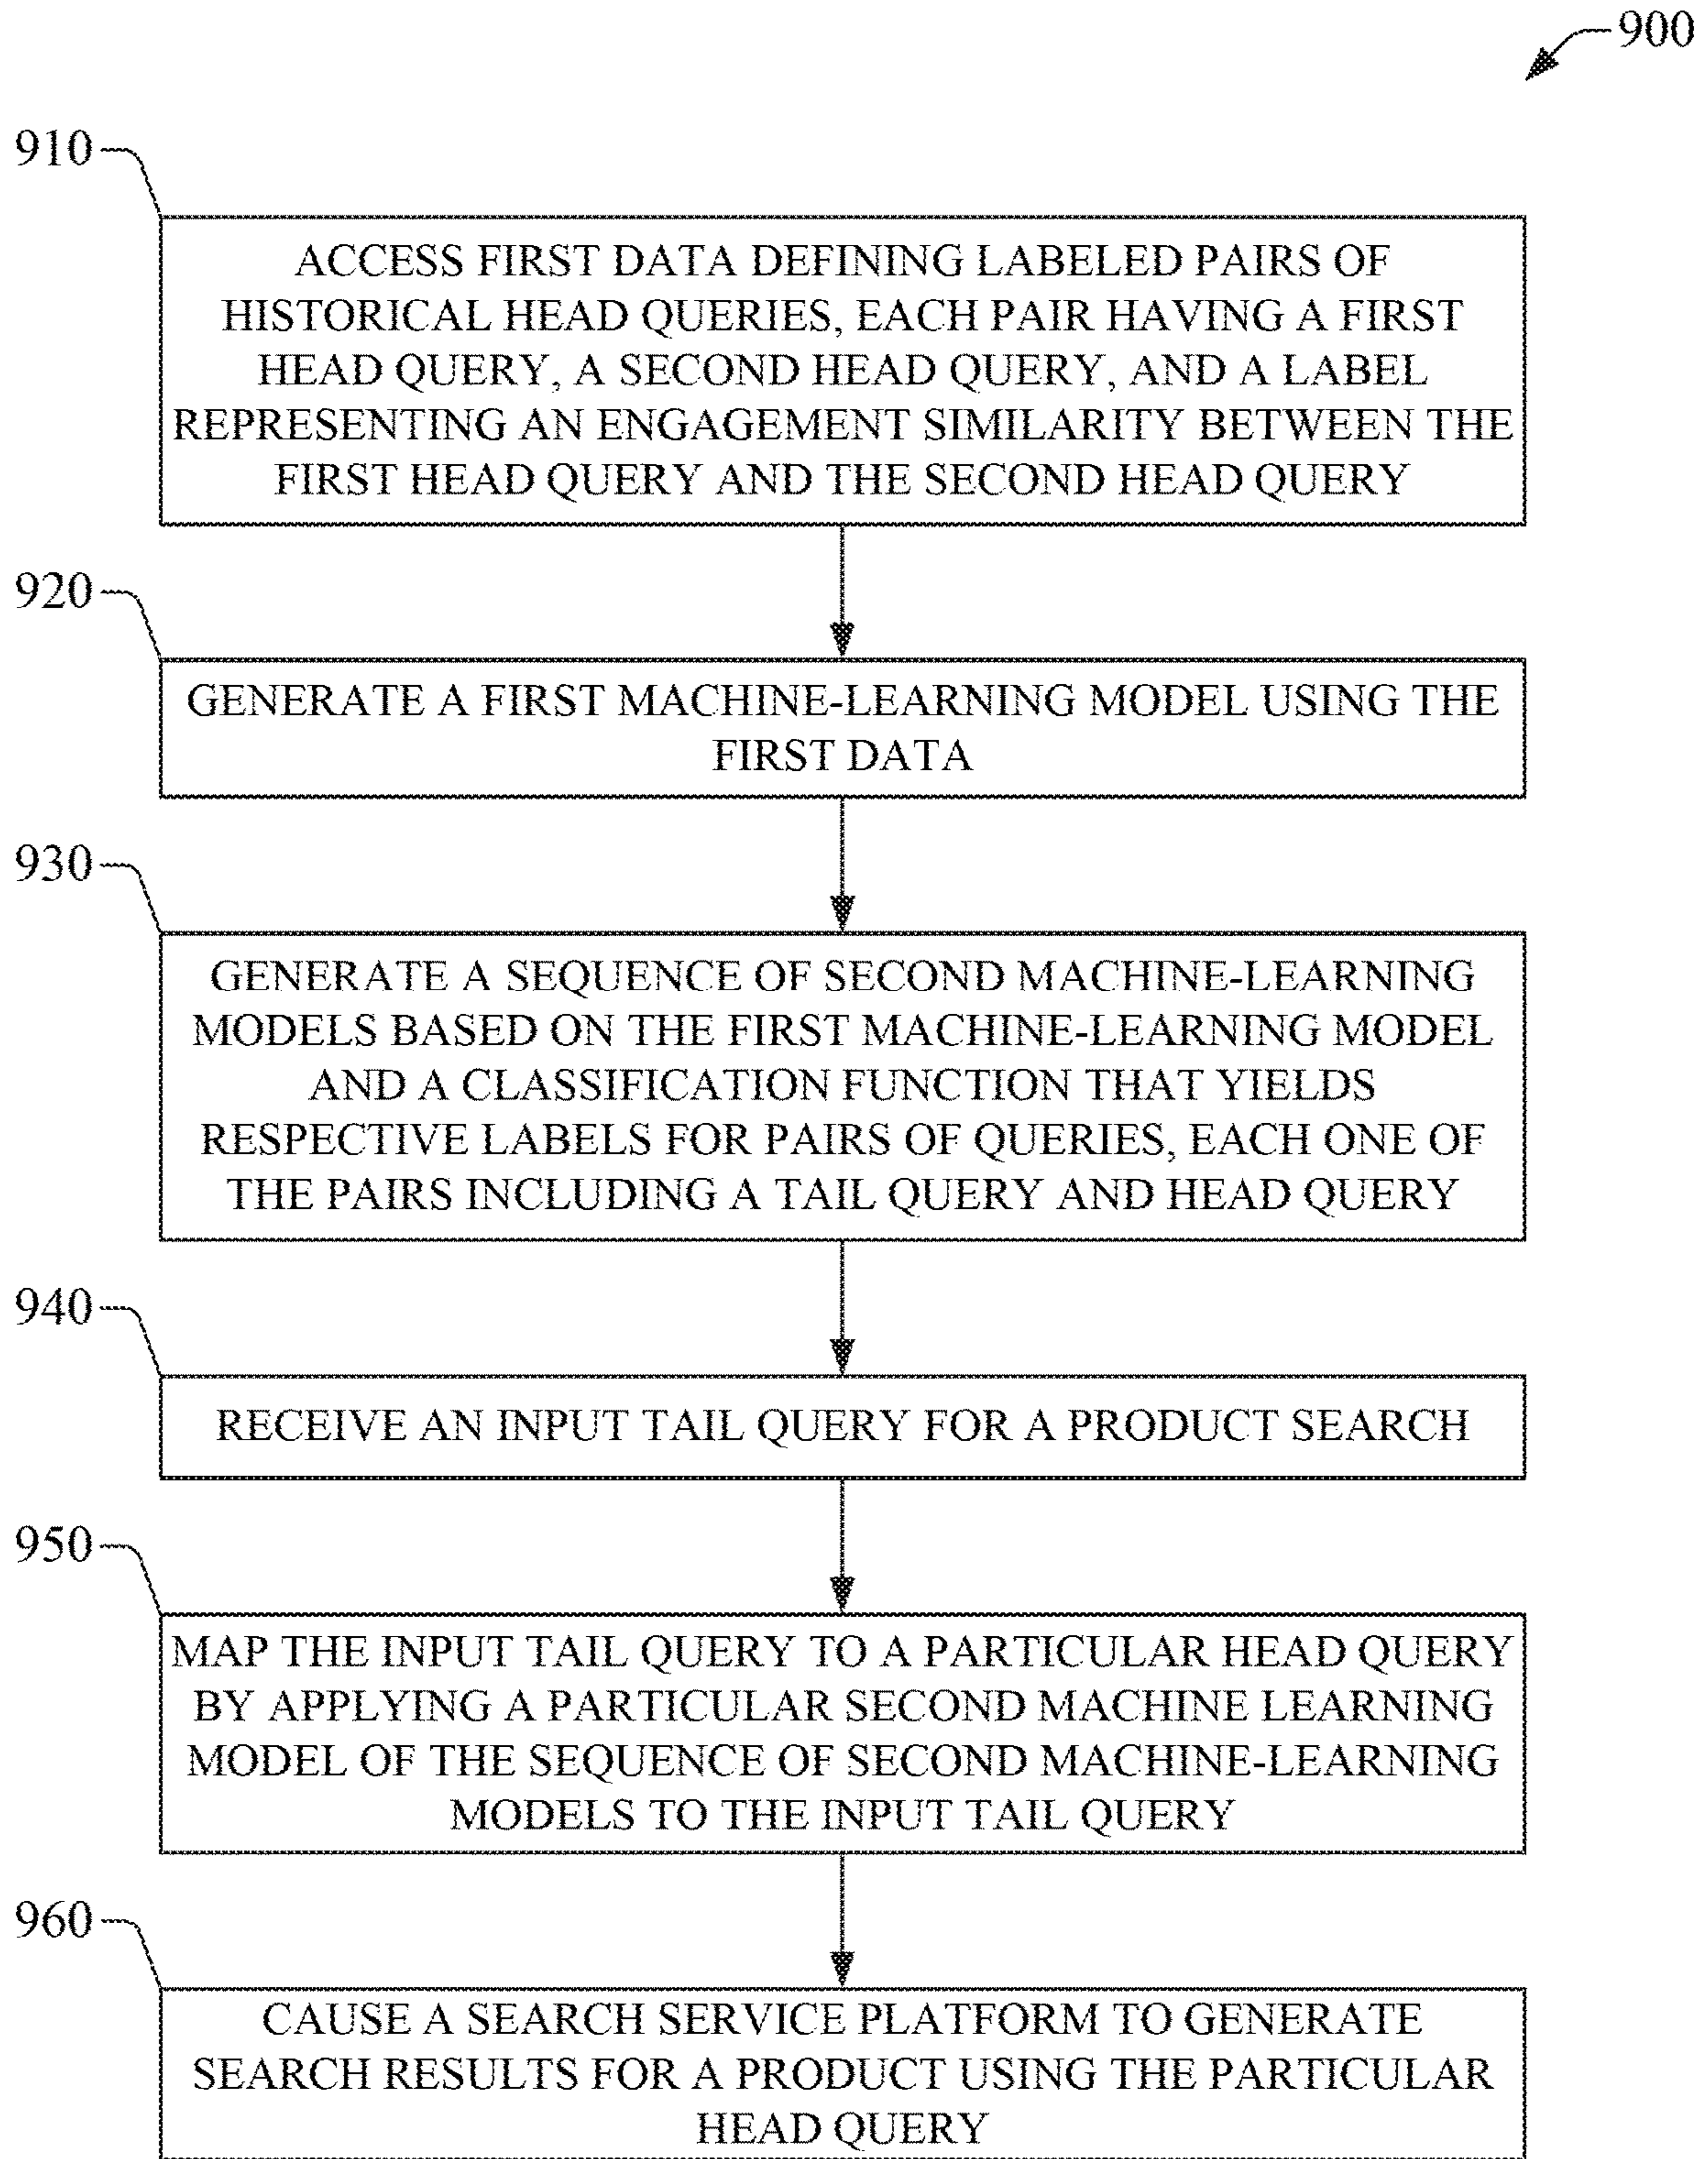 900
910
ACCESS FIRST DATA DEFINING LABELED PAIRS OF
HISTORICAL HEAD QUERIES, EACH PAIR HAVING A FIRST
HEAD QUERY, A SECOND HEAD QUERY, AND A LABEL
REPRESENTING AN ENGAGEMENT SIMILARITY BETWEEN THE
FIRST HEAD QUERY AND THE SECOND HEAD QUERY
920
GENERATE A FIRST MACHINE-LEARNING MODEL USING THE
FIRST DATA
930
GENERATE A SEQUENCE OF SECOND MACHINE-LEARNING
MODELS BASED ON THE FIRST MACHINE-LEARNING MODEL
AND A CLASSIFICATION FUNCTION THAT YIELDS
RESPECTIVE LABELS FOR PAIRS OF QUERIES, EACH ONE OF
THE PAIRS INCLUDING A TAIL QUERY AND HEAD QUERY
940
RECEIVE AN INPUT TAIL QUERY FOR A PRODUCT SEARCH
950
MAP THE INPUT TAIL QUERY TO A PARTICULAR HEAD QUERY
BY APPLYING A PARTICULAR SECOND MACHINE LEARNING
MODEL OF THE SEQUENCE OF SECOND MACHINE-LEARNING
MODELS TO THE INPUT TAIL QUERY
960
CAUSE A SEARCH SERVICE PLATFORM TO GENERATE
SEARCH RESULTS FOR A PRODUCT USING THE PARTICULAR
HEAD QUERY